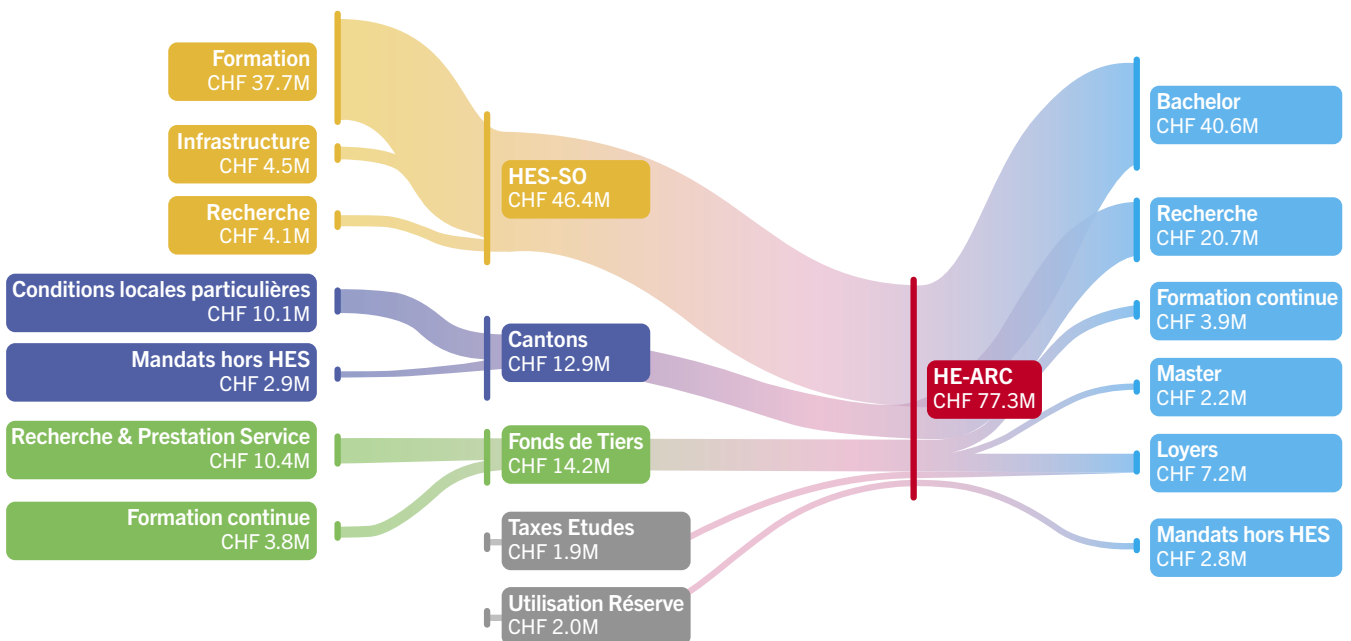 Formation
CHF 37.7M
Infrastructure
CHF 4.5M
Recherche
CHF 4.1M
Conditions locales particulières
CHF 10.1M
Mandats hors HES
CHF 2.9M
Recherche & Prestation Service
CHF 10.4M
Formation continue
CHF 3.8M
HES-SO
CHF 46.4M
Cantons
CHF 12.9M
Fonds de Tiers
CHF 14.2M
Taxes Etudes
CHF 1.9M
Utilisation Réserve
CHF 2.0M
HE-ARC
CHF 77.3M
Bachelor
CHF 40.6M
Recherche
CHF 20.7M
Formation continue
CHF 3.9M
Master
CHF 2.2M
Loyers
CHF 7.2M
Mandats hors HES
CHF 2.8M